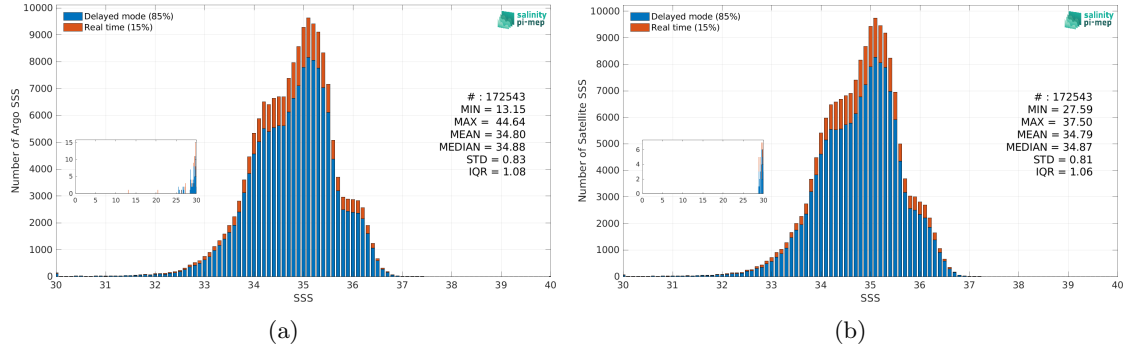 Delayed mode (85%)
Real time (15%)
salinity
pi-mep
Number of Argo SSS
10000
9000
8000
7000
6000
5000
4000
3000
2000
1000
0
# : 172543
MIN = 13.15
MAX = 44.64
MEAN = 34.80
MEDIAN = 34.88
STD = 0.83
IQR = 1.08
15
10
5
0
0 5 10 15 20 25 30
30 31 32 33 34 35 36 37 38 39 40
SSS
(a)
Delayed mode (85%)
Real time (15%)
salinity
pi-mep
Number of Satellite SSS
10000
9000
8000
7000
6000
5000
4000
3000
2000
1000
0
# : 172543
MIN = 27.59
MAX = 37.50
MEAN = 34.79
MEDIAN = 34.87
STD = 0.81
IQR = 1.06
6
4
2
0
0 5 10 15 20 25 30
30 31 32 33 34 35 36 37 38 39 40
SSS
(b)